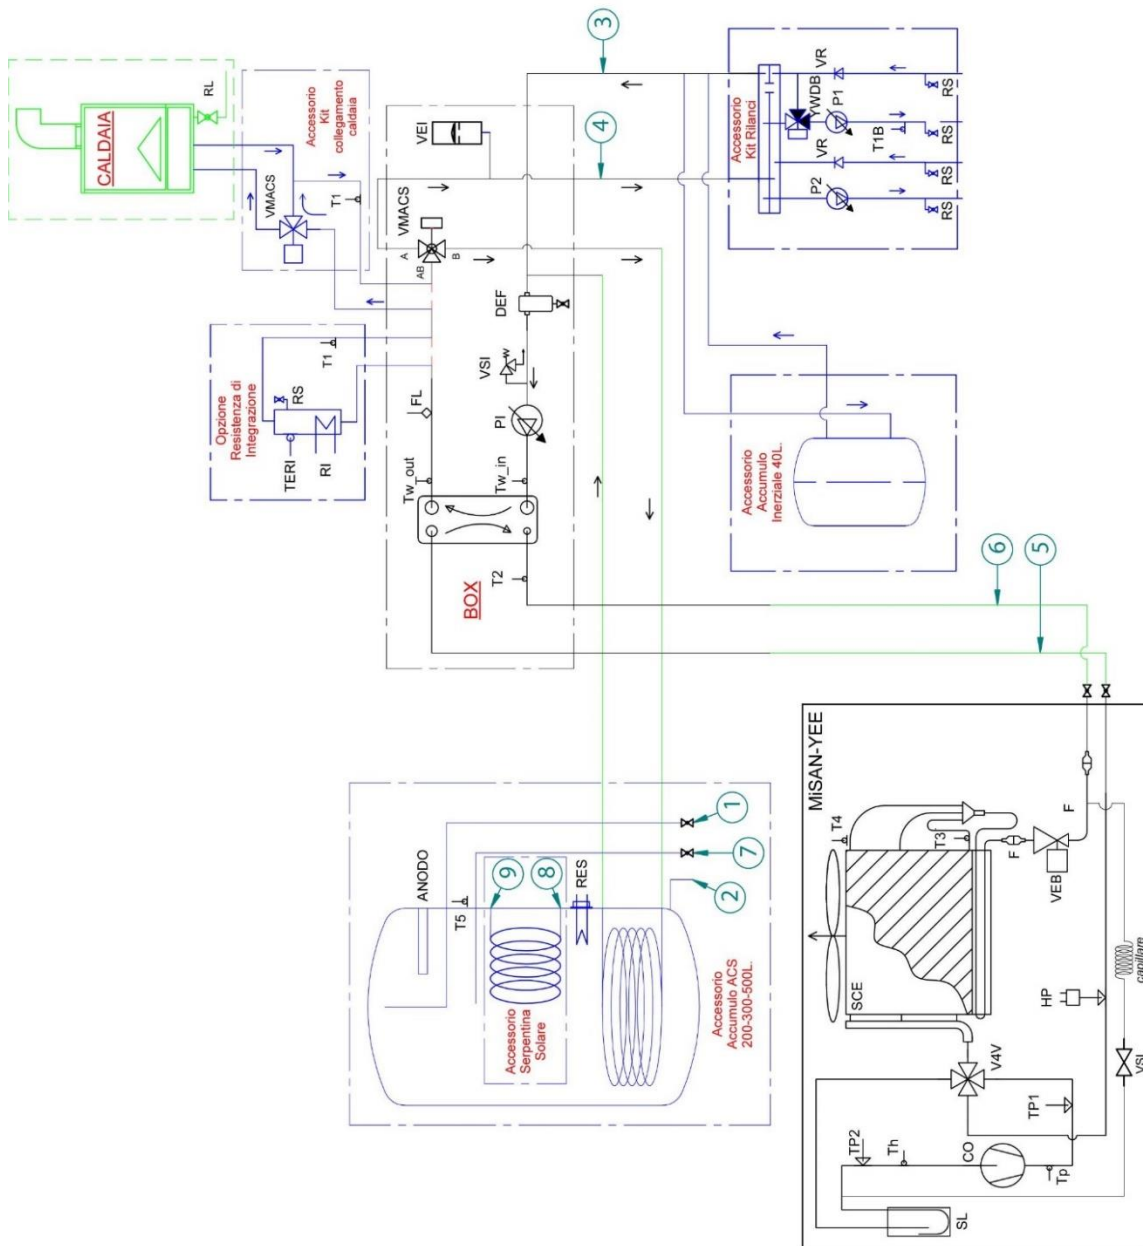 3
RL
CALDAIA
Accessorio
Kit
collegamento
caldaia
VMACS
T1
VEI
4
VMACS
A
AB
B
Accessorio
Kit Rilanci
VR
YWDB
P1
T1B
VR
P2
RS
RS
RS
RS
Opzione
Resistenza di
Integrazione
T1
RS
TERI
RI
FL
DEF
VSI
PI
Tw_out
Tw_in
T2
BOX
Accessorio
Accumulo
Inerziale 40L.
6
5
ANODO
T5
9
8
RES
1
7
2
Accessorio
Serpentina
Solare
Accessorio
Accumulo ACS
200-300-500L.
MiSAN-YEE
T4
T3
F
F
VEB
SCE
HP
capillare
V4V
VSL
TP1
TP2
Th
CO
Tp
SL